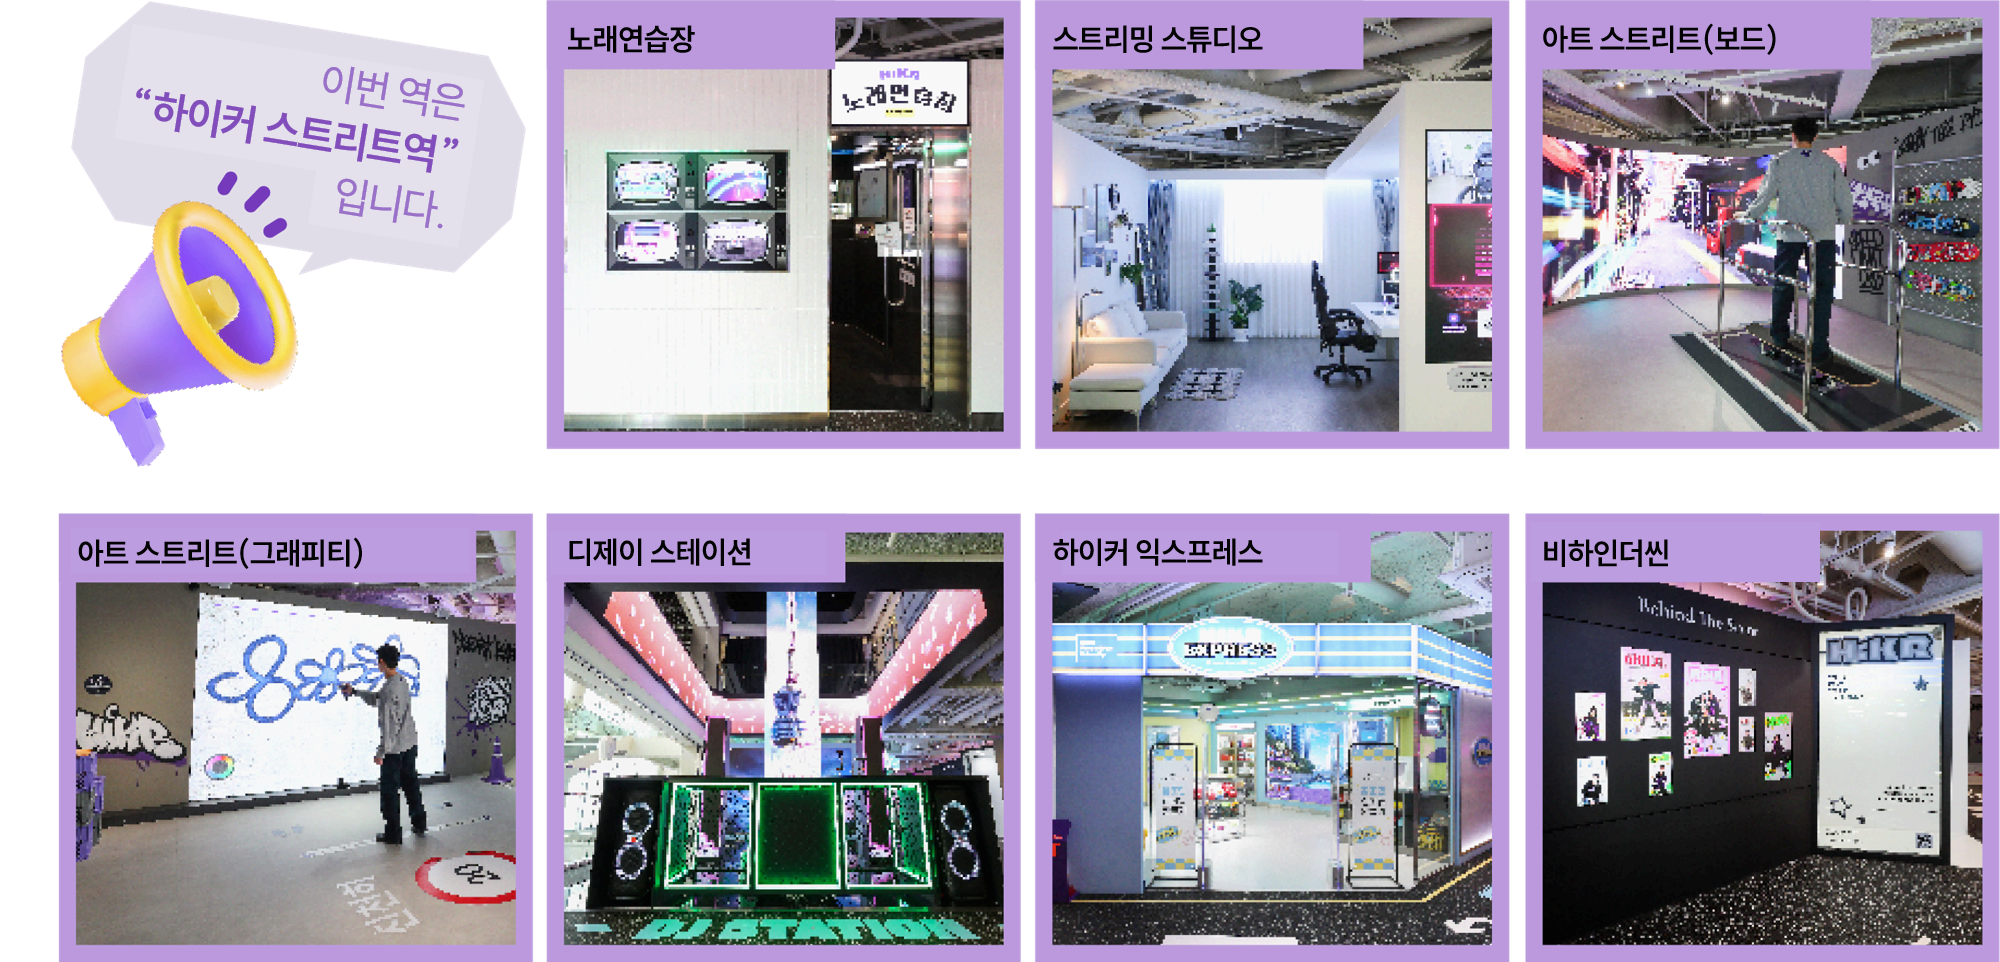 이번 역은
“하이커 스트리트역”
입니다.
노래연습장
HiKR
노래연습장
스트리밍 스튜디오
아트 스트리트(보드)
아트 스트리트(그래피티)
디제이 스테이션
DJ STATION
하이커 익스프레스
EXPRESS
비하인더씬
Behind The Scene
HiKR